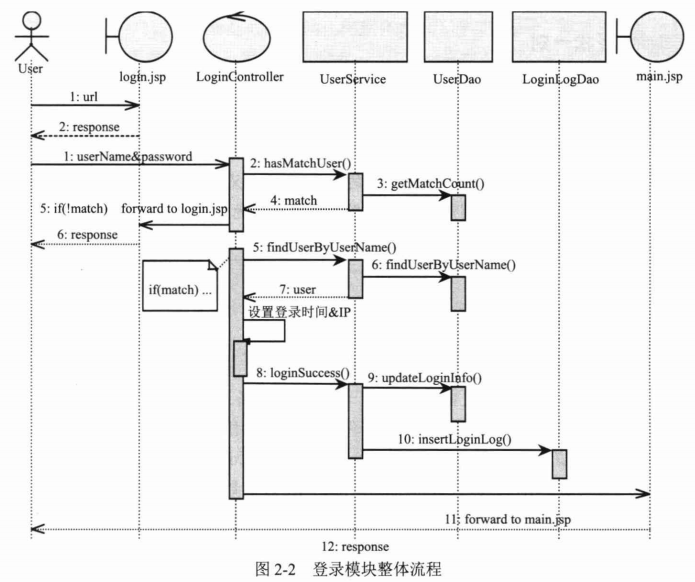 User
login.jsp
LoginController
UserService
UserDao
LoginLogDao
main.jsp
1: url
2: response
1: userName&password
2: hasMatchUser()
3: getMatchCount()
4: match
5: if(!match) forward to login.jsp
6: response
5: findUserByUserName()
6: findUserByUserName()
if(match) ...
7: user
设置登录时间&IP
8: loginSuccess()
9: updateLoginInfo()
10: insertLoginLog()
11: forward to main.jsp
12: response
图 2-2 登录模块整体流程